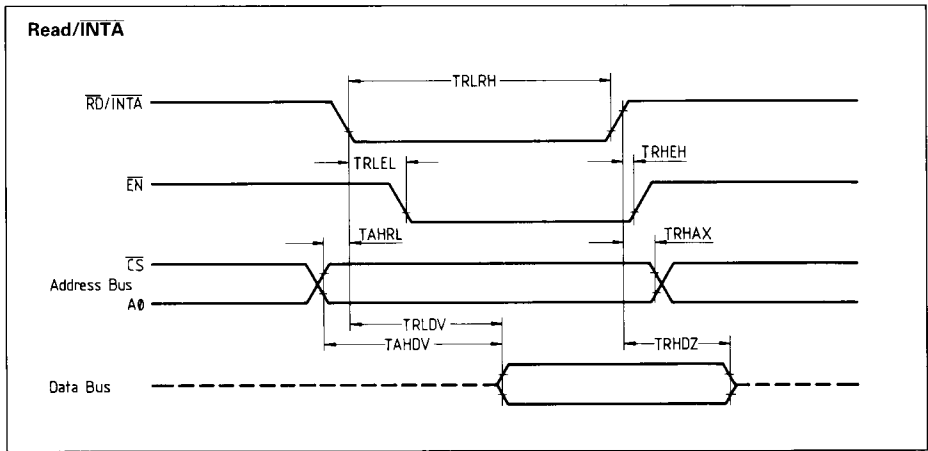 Read/INTA
TRLRH
RD/INTA
TRLEL
TRHEH
EN
TAHRL
TRHAX
CS
Address Bus
A0
TRLDV
TAHDV
TRHDZ
Data Bus